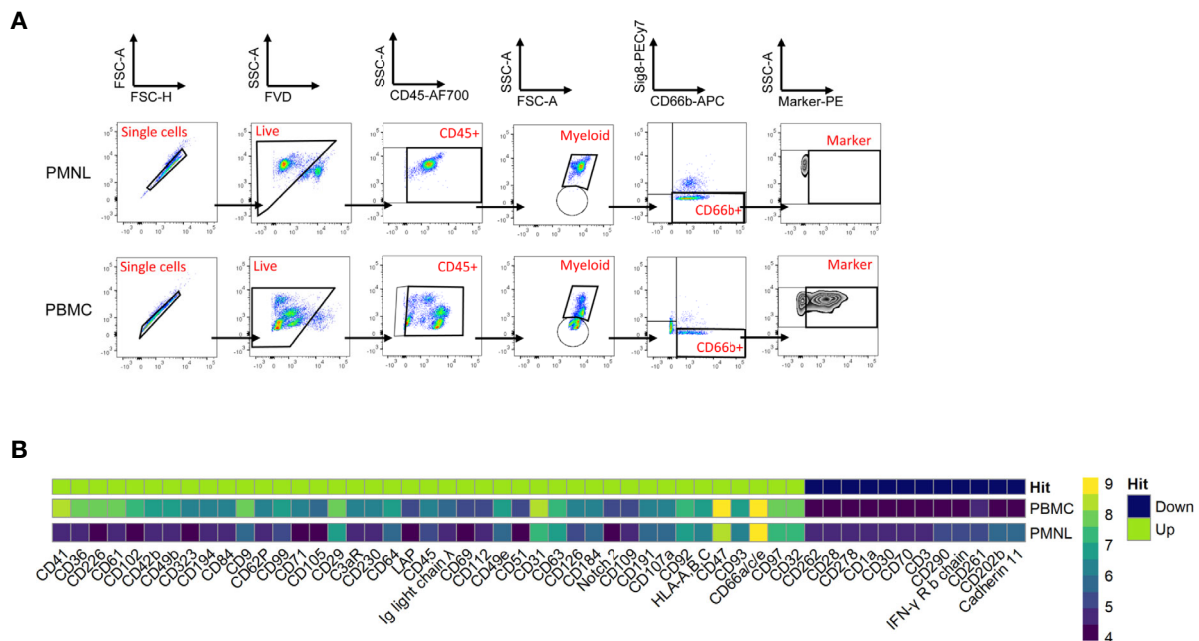 A
FSC-A
FSC-H
SSC-A
FVD
SSC-A
CD45-AF700
SSC-A
FSC-A
Sig8-PECy7
CD66b-APC
SSC-A
Marker-PE
PMNL
Single cells
Live
CD45+
Myeloid
CD66b+
Marker
PBMC
Single cells
Live
CD45+
Myeloid
CD66b+
Marker
B
Hit
PBMC
PMNL
CD41
CD36
CD226
CD61
CD102
CD42b
CD49b
CD323
CD194
CD84
CD9
CD62P
CD99
CD71
CD105
CD29
C3aR
CD230
CD64
LAP
CD45
Ig light chain λ
CD69
CD112
CD49e
CD51
CD31
CD63
CD126
CD184
Notch 2
CD109
CD191
CD107a
CD92
HLA-A,B,C
CD47
CD93
CD66a/c/e
CD97
CD32
CD262
CD28
CD278
CD1a
CD30
CD70
CD3
CD290
IFN-γ R b chain
CD261
CD202b
Cadherin 11
9
8
7
6
5
4
Hit
Down
Up